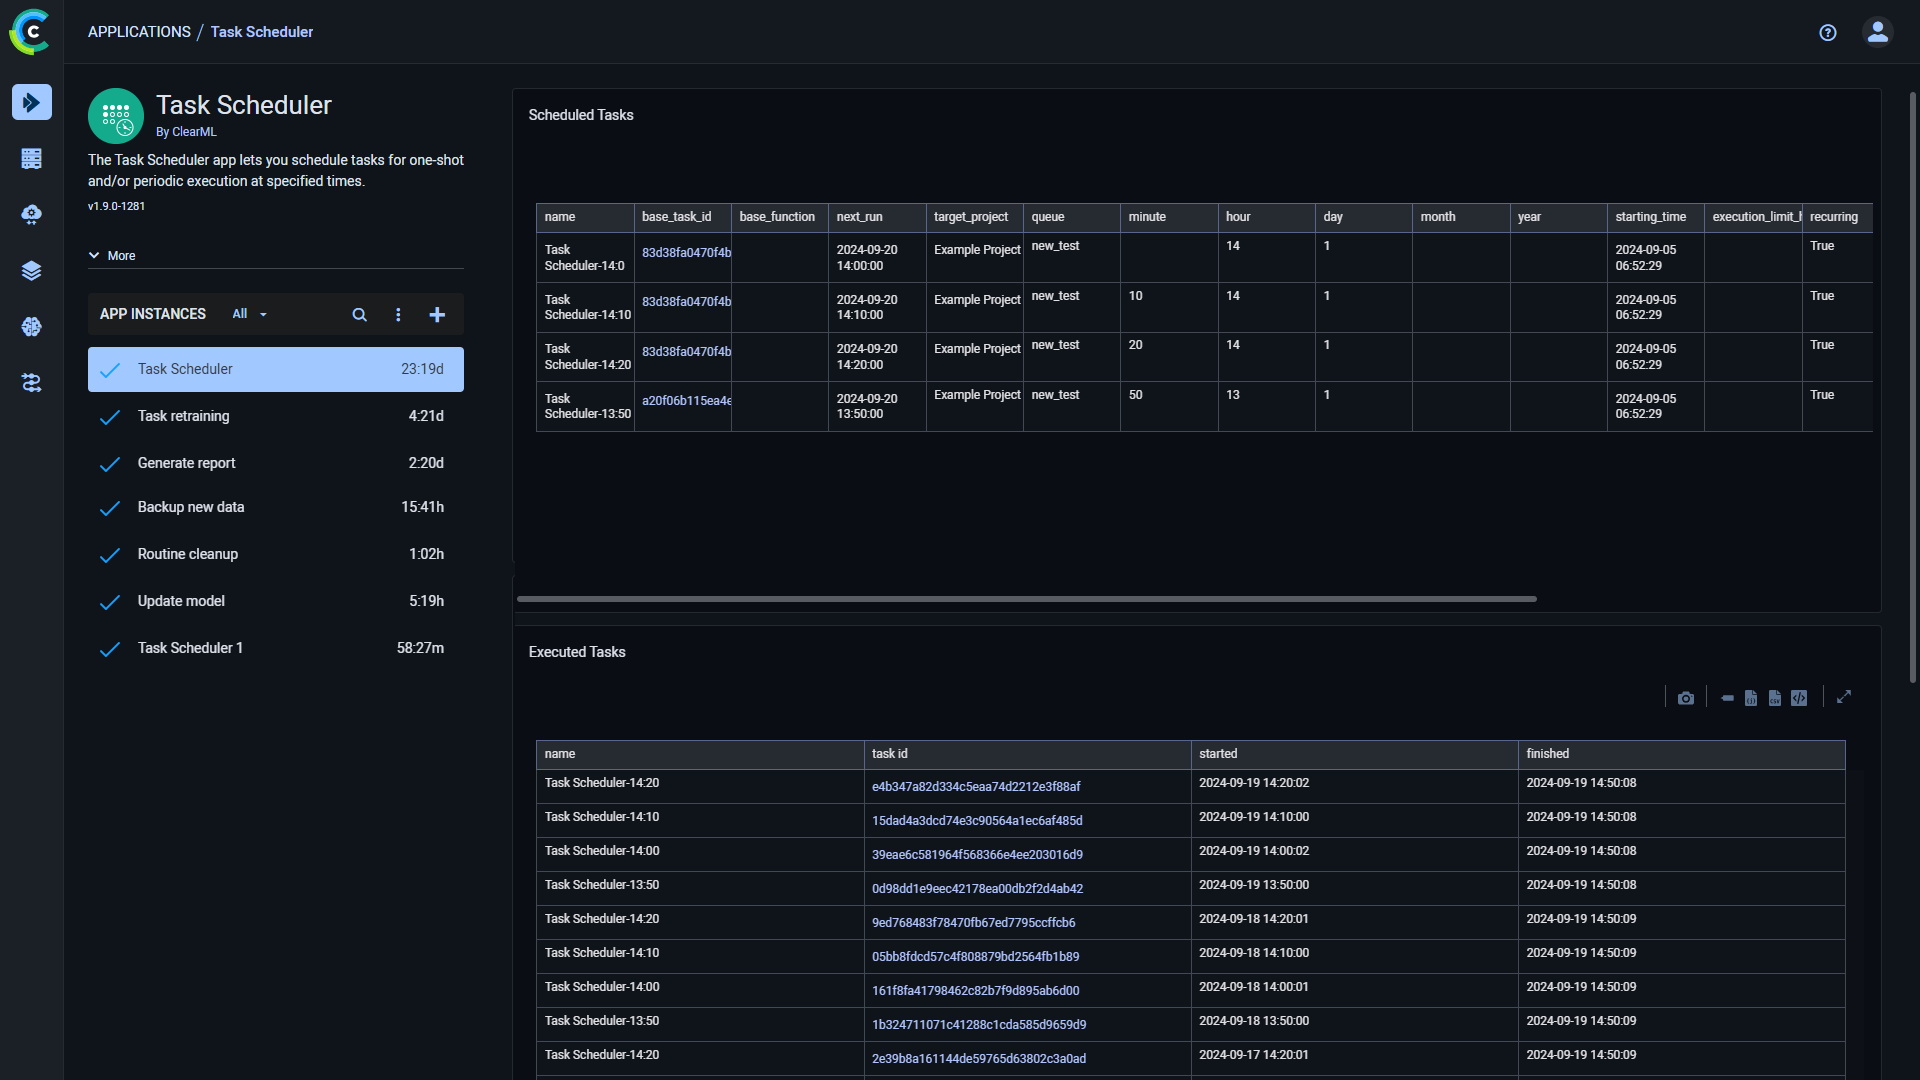 APPLICATIONS / Task Scheduler
Task Scheduler
By ClearML
The Task Scheduler app lets you schedule tasks for one-shot
and/or periodic execution at specified times.
v1.9.0-1281
More
APP INSTANCES All
Task Scheduler 23:19d
Task retraining 4:21d
Generate report 2:20d
Backup new data 15:41h
Routine cleanup 1:02h
Update model 5:19h
Task Scheduler 1 58:27m
Scheduled Tasks
name base_task_id base_function next_run target_project queue minute hour day month year starting_time execution_limit_h recurring
Task Scheduler-14:0 83d38fa0470f4b 2024-09-20 14:00:00 Example Project new_test 14 1 2024-09-05 06:52:29 True
Task Scheduler-14:10 83d38fa0470f4b 2024-09-20 14:10:00 Example Project new_test 10 14 1 2024-09-05 06:52:29 True
Task Scheduler-14:20 83d38fa0470f4b 2024-09-20 14:20:00 Example Project new_test 20 14 1 2024-09-05 06:52:29 True
Task Scheduler-13:50 a20f06b115ea4e 2024-09-20 13:50:00 Example Project new_test 50 13 1 2024-09-05 06:52:29 True
Executed Tasks
name task id started finished
Task Scheduler-14:20 e4b347a82d334c5eaa74d2212e3f88af 2024-09-19 14:20:02 2024-09-19 14:50:08
Task Scheduler-14:10 15dad4a3dcd74e3c90564a1ec6af485d 2024-09-19 14:10:00 2024-09-19 14:50:08
Task Scheduler-14:00 39eae6c581964f568366e4ee203016d9 2024-09-19 14:00:02 2024-09-19 14:50:08
Task Scheduler-13:50 0d98dd1e9eec42178ea00db2f2d4ab42 2024-09-19 13:50:00 2024-09-19 14:50:08
Task Scheduler-14:20 9ed768483f78470fb67ed7795ccffcb6 2024-09-18 14:20:01 2024-09-19 14:50:09
Task Scheduler-14:10 05bb8fdcd57c4f808879bd2564fb1b89 2024-09-18 14:10:00 2024-09-19 14:50:09
Task Scheduler-14:00 161f8fa41798462c82b7f9d895ab6d00 2024-09-18 14:00:01 2024-09-19 14:50:09
Task Scheduler-13:50 1b324711071c41288c1cda585d9659d9 2024-09-18 13:50:00 2024-09-19 14:50:09
Task Scheduler-14:20 2e39b8a161144de59765d63802c3a0ad 2024-09-17 14:20:01 2024-09-19 14:50:09